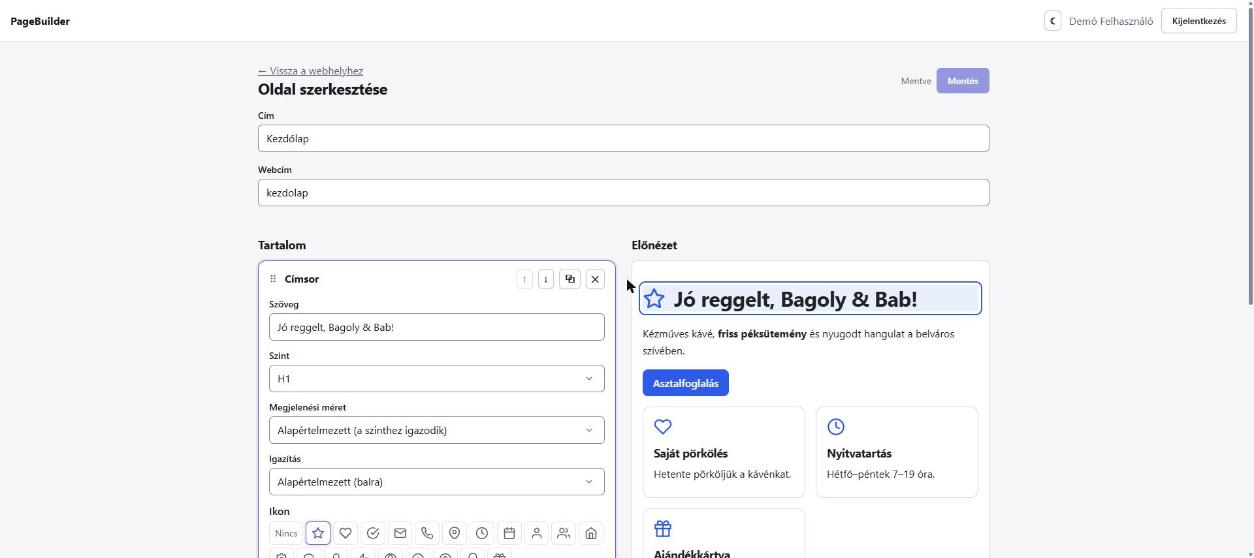 PageBuilder
Demó Felhasználó
Kijelentkezés
← Vissza a webhelyhez
Oldal szerkesztése
Mentve
Mentés
Cím
Kezdőlap
Webcím
kezdolap
Tartalom
Címsor
Szöveg
Jó reggelt, Bagoly & Bab!
Szint
H1
Megjelenési méret
Alapértelmezett (a szinthez igazodik)
Igazítás
Alapértelmezett (balra)
Ikon
Nincs
Előnézet
Jó reggelt, Bagoly & Bab!
Kézműves kávé, friss péksütemény és nyugodt hangulat a belváros
szívében.
Asztalfoglalás
Saját pörkölés
Hetente pörköljük a kávénkat.
Nyitvatartás
Hétfő–péntek 7–19 óra.
Ajándékkártya